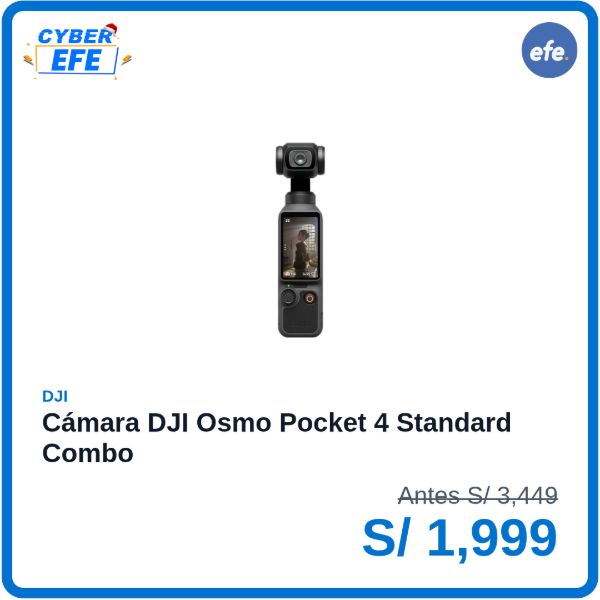 CYBER
EFE
efe.
DJI
Cámara DJI Osmo Pocket 4 Standard
Combo
Antes S/ 3,449
S/ 1,999